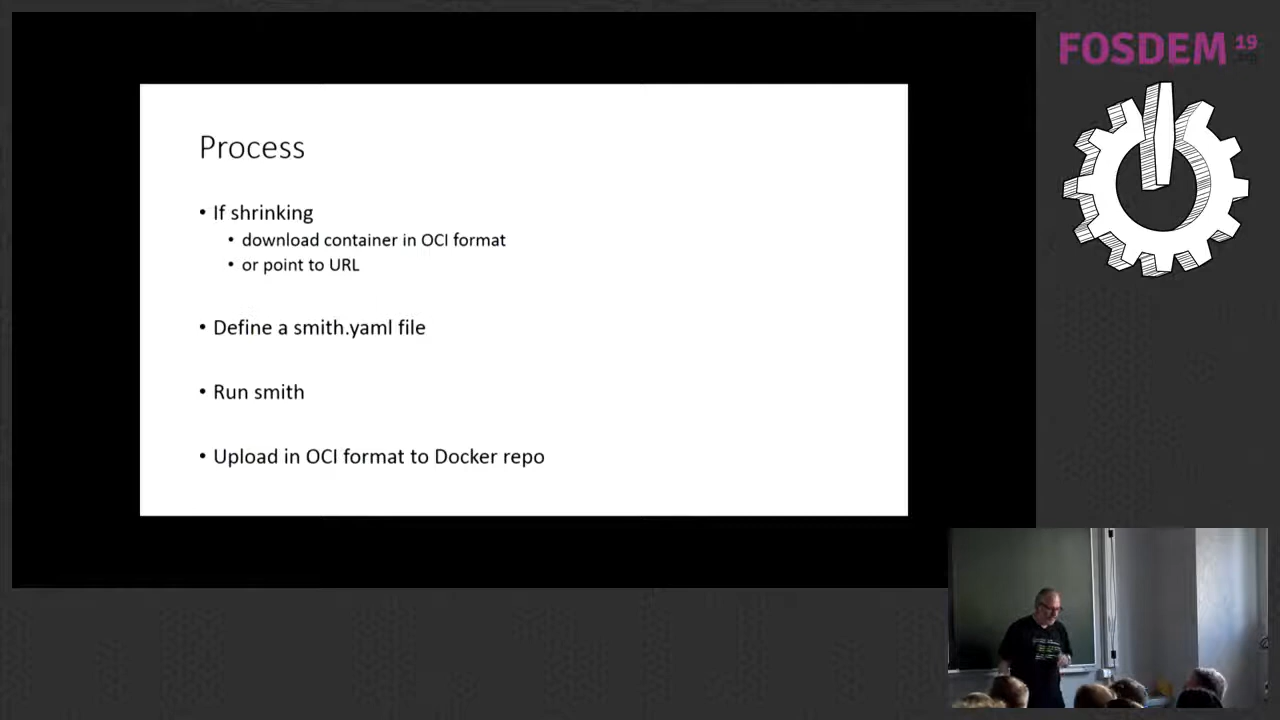 FOSDEM 19
.org
Process
• If shrinking
• download container in OCI format
• or point to URL
• Define a smith.yaml file
• Run smith
• Upload in OCI format to Docker repo